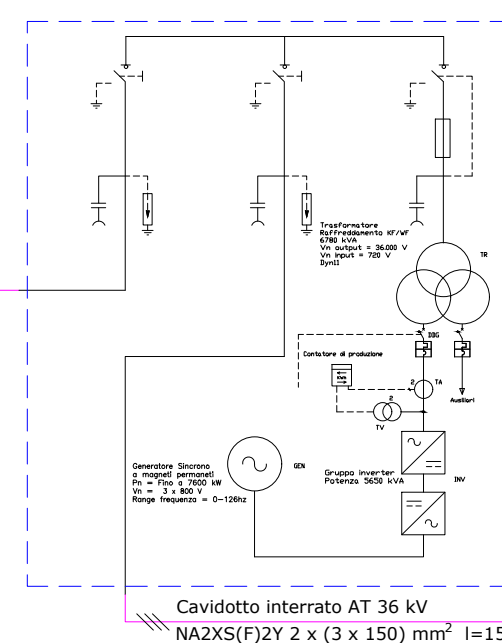 Trasformatore
Raffreddamento KF/WF
6780 kVA
Vn output = 36.000 V
Vn input = 720 V
Dyn11
TR
DDG
Contatore di produzione
KWh
2
TA
Ausiliari
2
TV
Generatore Sincrono
a magneti permaneti
Pn = Fino a 7600 kW
Vn = 3 x 800 V
Range frequenza = 0-126hz
GEN
Gruppo inverter
Potenza 5650 kVA
INV
Cavidotto interrato AT 36 kV
NA2XS(F)2Y 2 x (3 x 150) mm² l=15